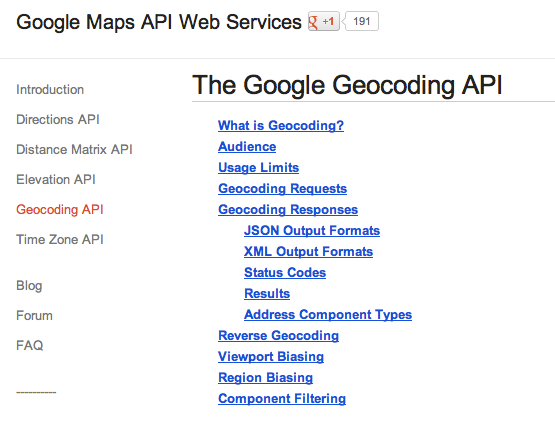 Google Maps API Web Services g +1 191
Introduction
Directions API
Distance Matrix API
Elevation API
Geocoding API
Time Zone API
Blog
Forum
FAQ
----------
The Google Geocoding API
What is Geocoding?
Audience
Usage Limits
Geocoding Requests
Geocoding Responses
JSON Output Formats
XML Output Formats
Status Codes
Results
Address Component Types
Reverse Geocoding
Viewport Biasing
Region Biasing
Component Filtering